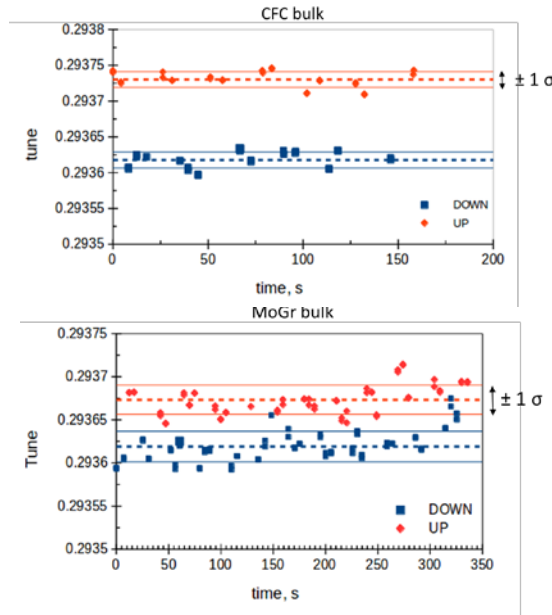 CFC bulk
0.2938
0.29375
0.2937
0.29365
0.2936
0.29355
0.2935
tune
± 1 σ
DOWN
UP
0 50 100 150 200
time, s
MoGr bulk
0.29375
0.2937
0.29365
0.2936
0.29355
0.2935
Tune
± 1 σ
DOWN
UP
0 50 100 150 200 250 300 350
time, s